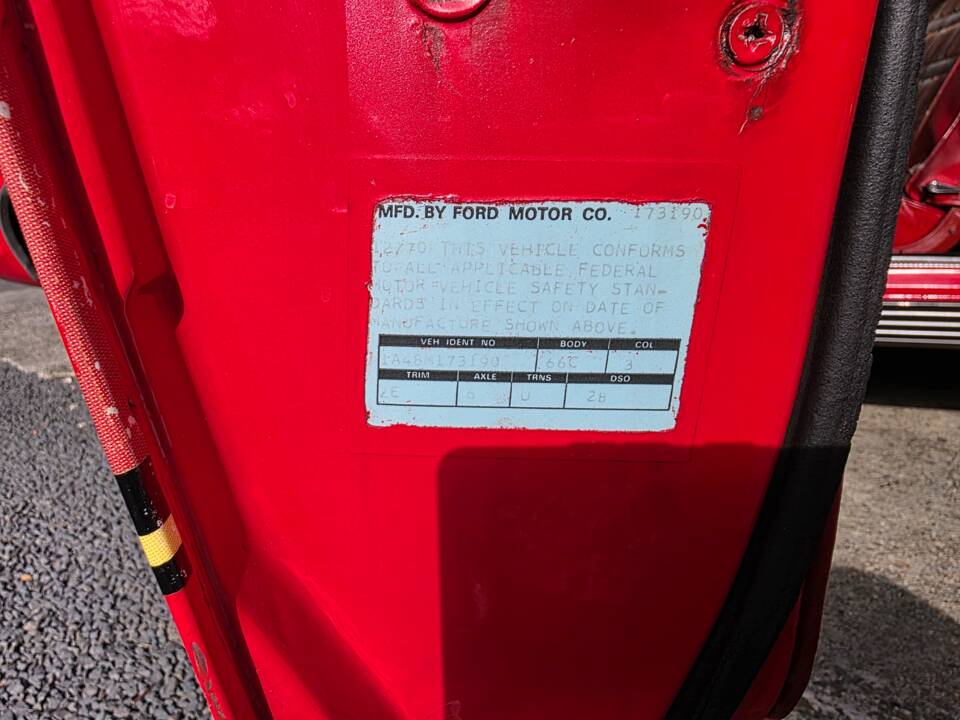 MFD. BY FORD MOTOR CO. 173190
12/70 THIS VEHICLE CONFORMS
TO ALL APPLICABLE FEDERAL
MOTOR VEHICLE SAFETY STAN-
DARDS IN EFFECT ON DATE OF
MANUFACTURE SHOWN ABOVE.
VEH IDENT NO BODY COL
1A48M173190 66C 3
TRIM AXLE TRNS DSO
2E 6 U 28